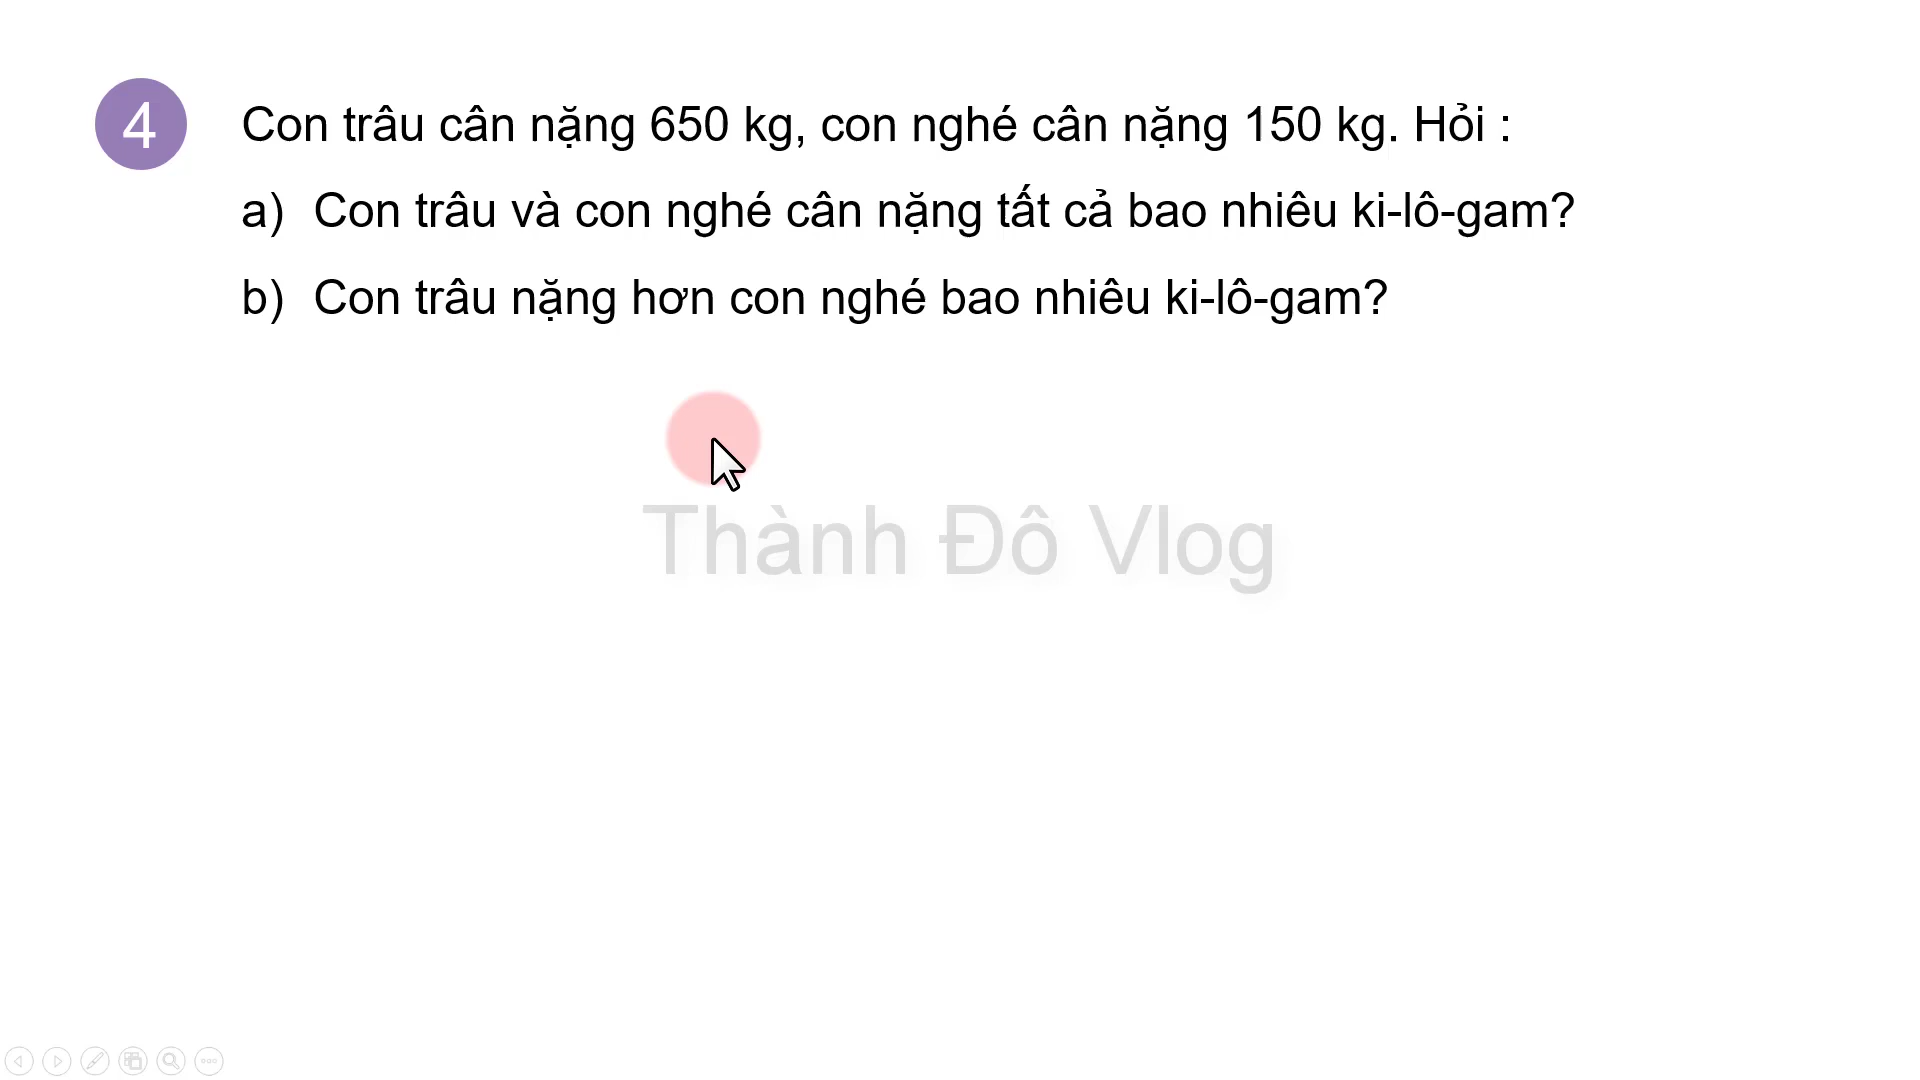 4 Con trâu cân nặng 650 kg, con nghé cân nặng 150 kg. Hỏi :
a) Con trâu và con nghé cân nặng tất cả bao nhiêu ki-lô-gam?
b) Con trâu nặng hơn con nghé bao nhiêu ki-lô-gam?
Thành Đô Vlog